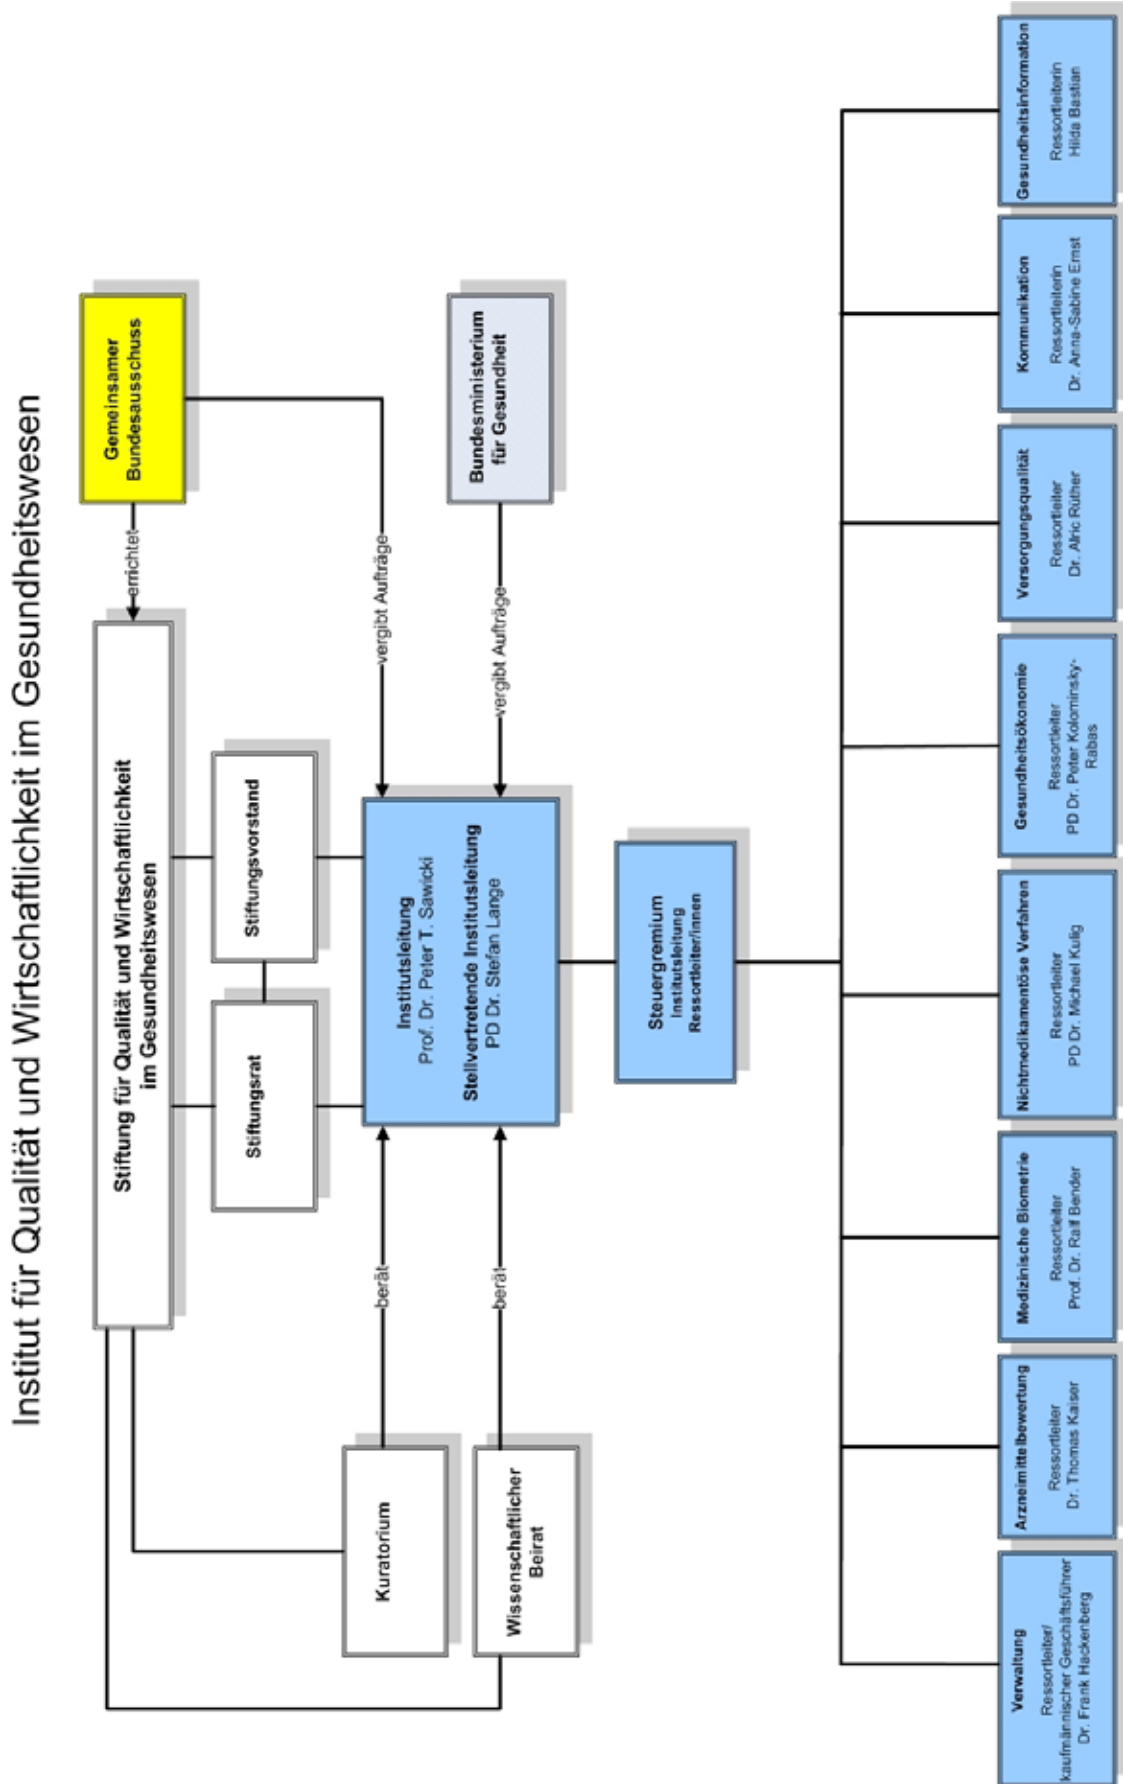 Institut für Qualität und Wirtschaftlichkeit im Gesundheitswesen
Gemeinsamer
Bundesausschuss
errichtet
Stiftung für Qualität und Wirtschaftlichkeit
im Gesundheitswesen
Stiftungsrat
Stiftungsvorstand
vergibt Aufträge
Kuratorium
berät
Institutsleitung
Prof. Dr. Peter T. Sawicki
Stellvertretende Institutsleitung
PD Dr. Stefan Lange
Bundesministerium
für Gesundheit
vergibt Aufträge
Wissenschaftlicher
Beirat
berät
Steuergremium
Institutsleitung
Ressortleiter/innen
Verwaltung
Ressortleiter/
kaufmännischer Geschäftsführer
Dr. Frank Hackenberg
Arzneimittelbewertung
Ressortleiter
Dr. Thomas Kaiser
Medizinische Biometrie
Ressortleiter
Prof. Dr. Ralf Bender
Nichtmedikamentöse Verfahren
Ressortleiter
PD Dr. Michael Kulig
Gesundheitsökonomie
Ressortleiter
PD Dr. Peter Kolominsky-
Rabas
Versorgungsqualität
Ressortleiter
Dr. Alric Rüther
Kommunikation
Ressortleiterin
Dr. Anna-Sabine Ernst
Gesundheitsinformation
Ressortleiterin
Hilda Bastian